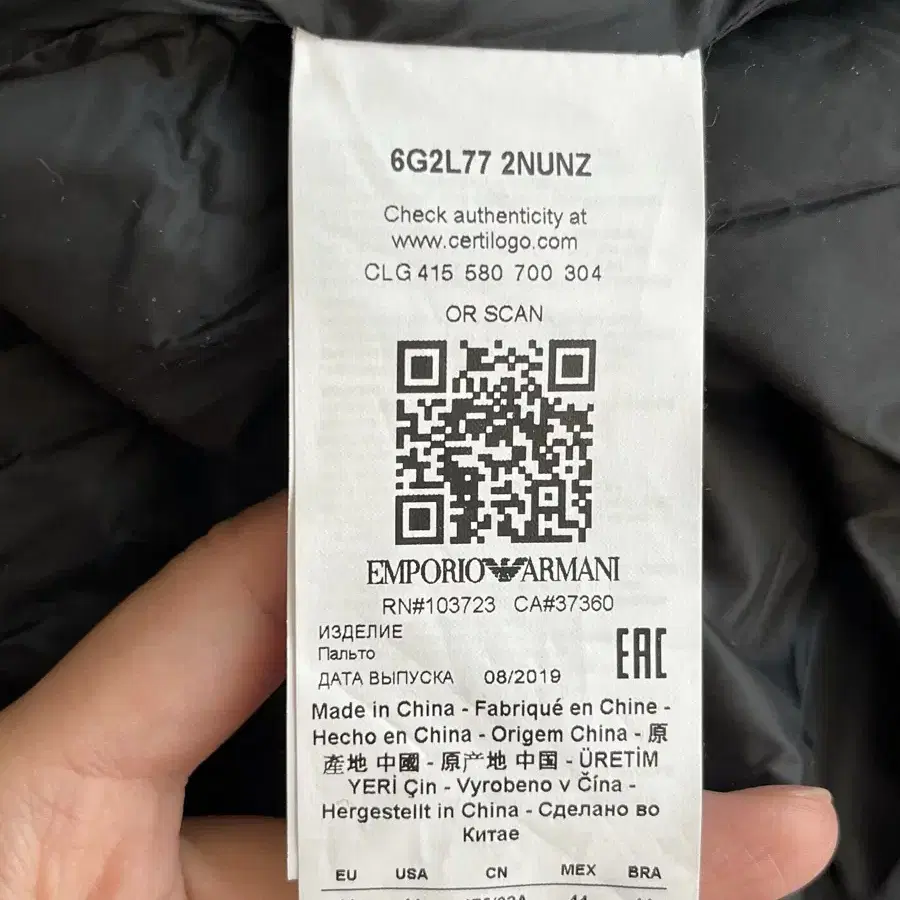 6G2L77 2NUNZ
Check authenticity at
www.certilogo.com
CLG 415 580 700 304
OR SCAN
EMPORIO ARMANI
RN#103723 CA#37360
ИЗДЕЛИЕ
Пальто
ДАТА ВЫПУСКА 08/2019
EAC
Made in China - Fabriqué en Chine -
Hecho en China - Origem China - 原
產地 中國 - 原产地 中国 - ÜRETİM
YERİ Çin - Vyrobeno v Čína -
Hergestellt in China - Сделано во
Китае
EU USA CN MEX BRA